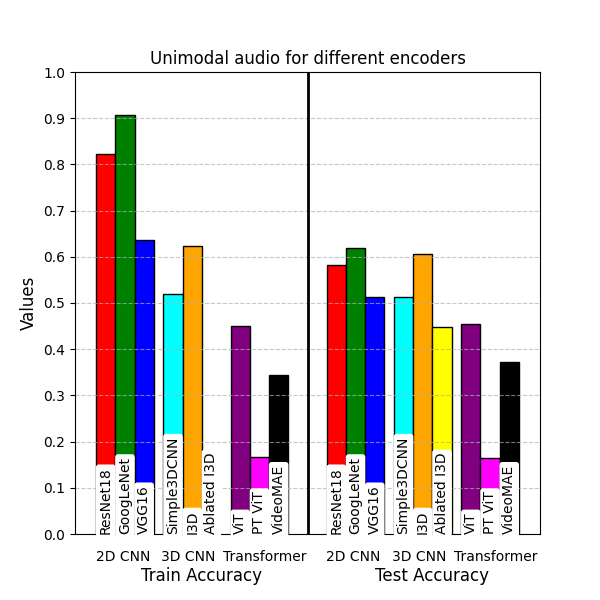 Unimodal audio for different encoders
Values
1.0
0.9
0.8
0.7
0.6
0.5
0.4
0.3
0.2
0.1
0.0
ResNet18
GoogLeNet
VGG16
Simple3DCNN
I3D
Ablated I3D
ViT
PT ViT
VideoMAE
ResNet18
GoogLeNet
VGG16
Simple3DCNN
I3D
Ablated I3D
ViT
PT ViT
VideoMAE
2D CNN 3D CNN Transformer 2D CNN 3D CNN Transformer
Train Accuracy Test Accuracy